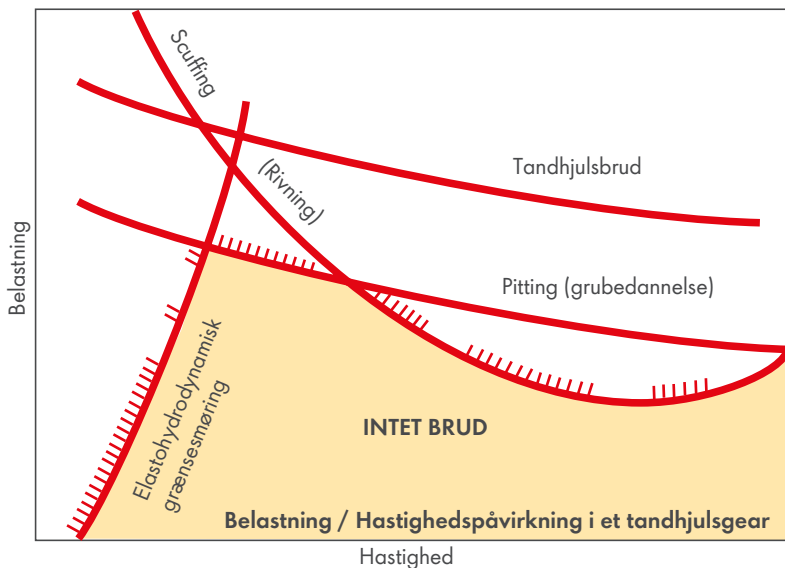 Scuffing
(Rivning)
Tandhjulsbrud
Pitting (grubedannelse)
Belastning
Elastohydrodynamisk
grænsesmøring
INTET BRUD
Belastning / Hastighedspåvirkning i et tandhjulsgear
Hastighed